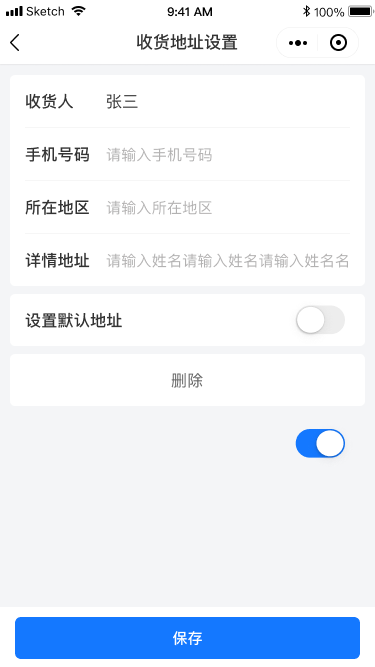 Sketch 9:41 AM 100%
收货地址设置
收货人 张三
手机号码 请输入手机号码
所在地区 请输入所在地区
详情地址 请输入姓名请输入姓名请输入姓名名
设置默认地址
删除
保存